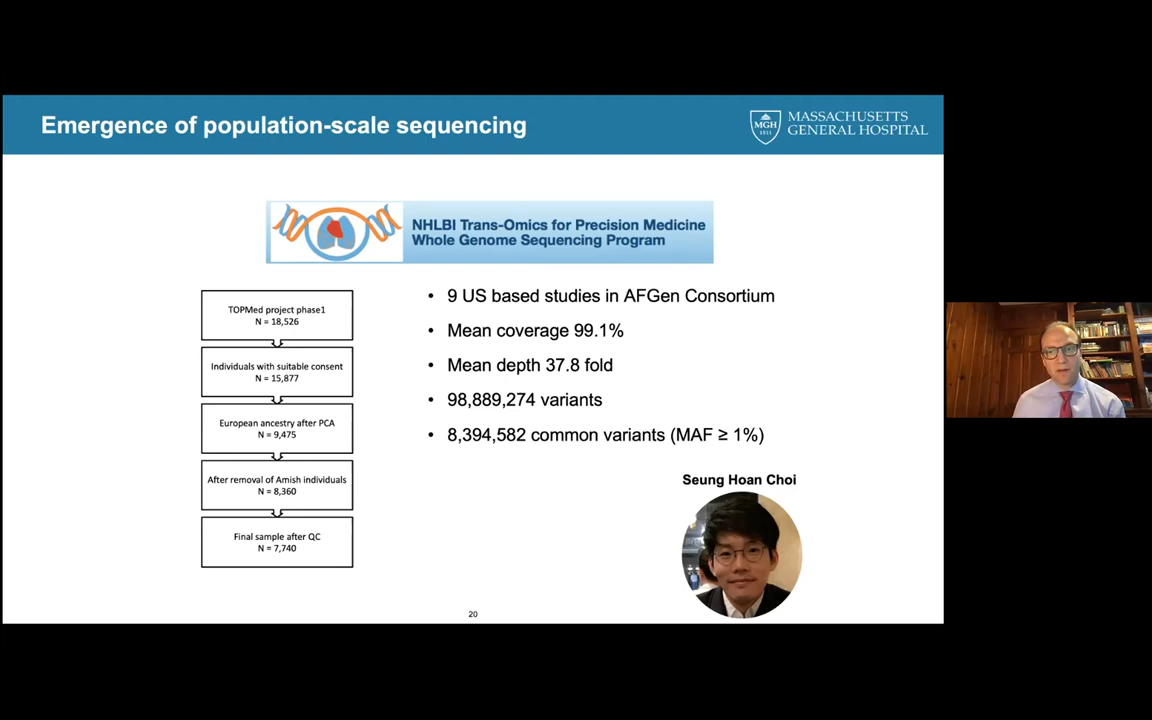 Emergence of population-scale sequencing
MGH
1811
MASSACHUSETTS
GENERAL HOSPITAL
NHLBI Trans-Omics for Precision Medicine
Whole Genome Sequencing Program
TOPMed project phase1
N = 18,526
Individuals with suitable consent
N = 15,877
European ancestry after PCA
N = 9,475
After removal of Amish individuals
N = 8,360
Final sample after QC
N = 7,740
• 9 US based studies in AFGen Consortium
• Mean coverage 99.1%
• Mean depth 37.8 fold
• 98,889,274 variants
• 8,394,582 common variants (MAF ≥ 1%)
Seung Hoan Choi
20